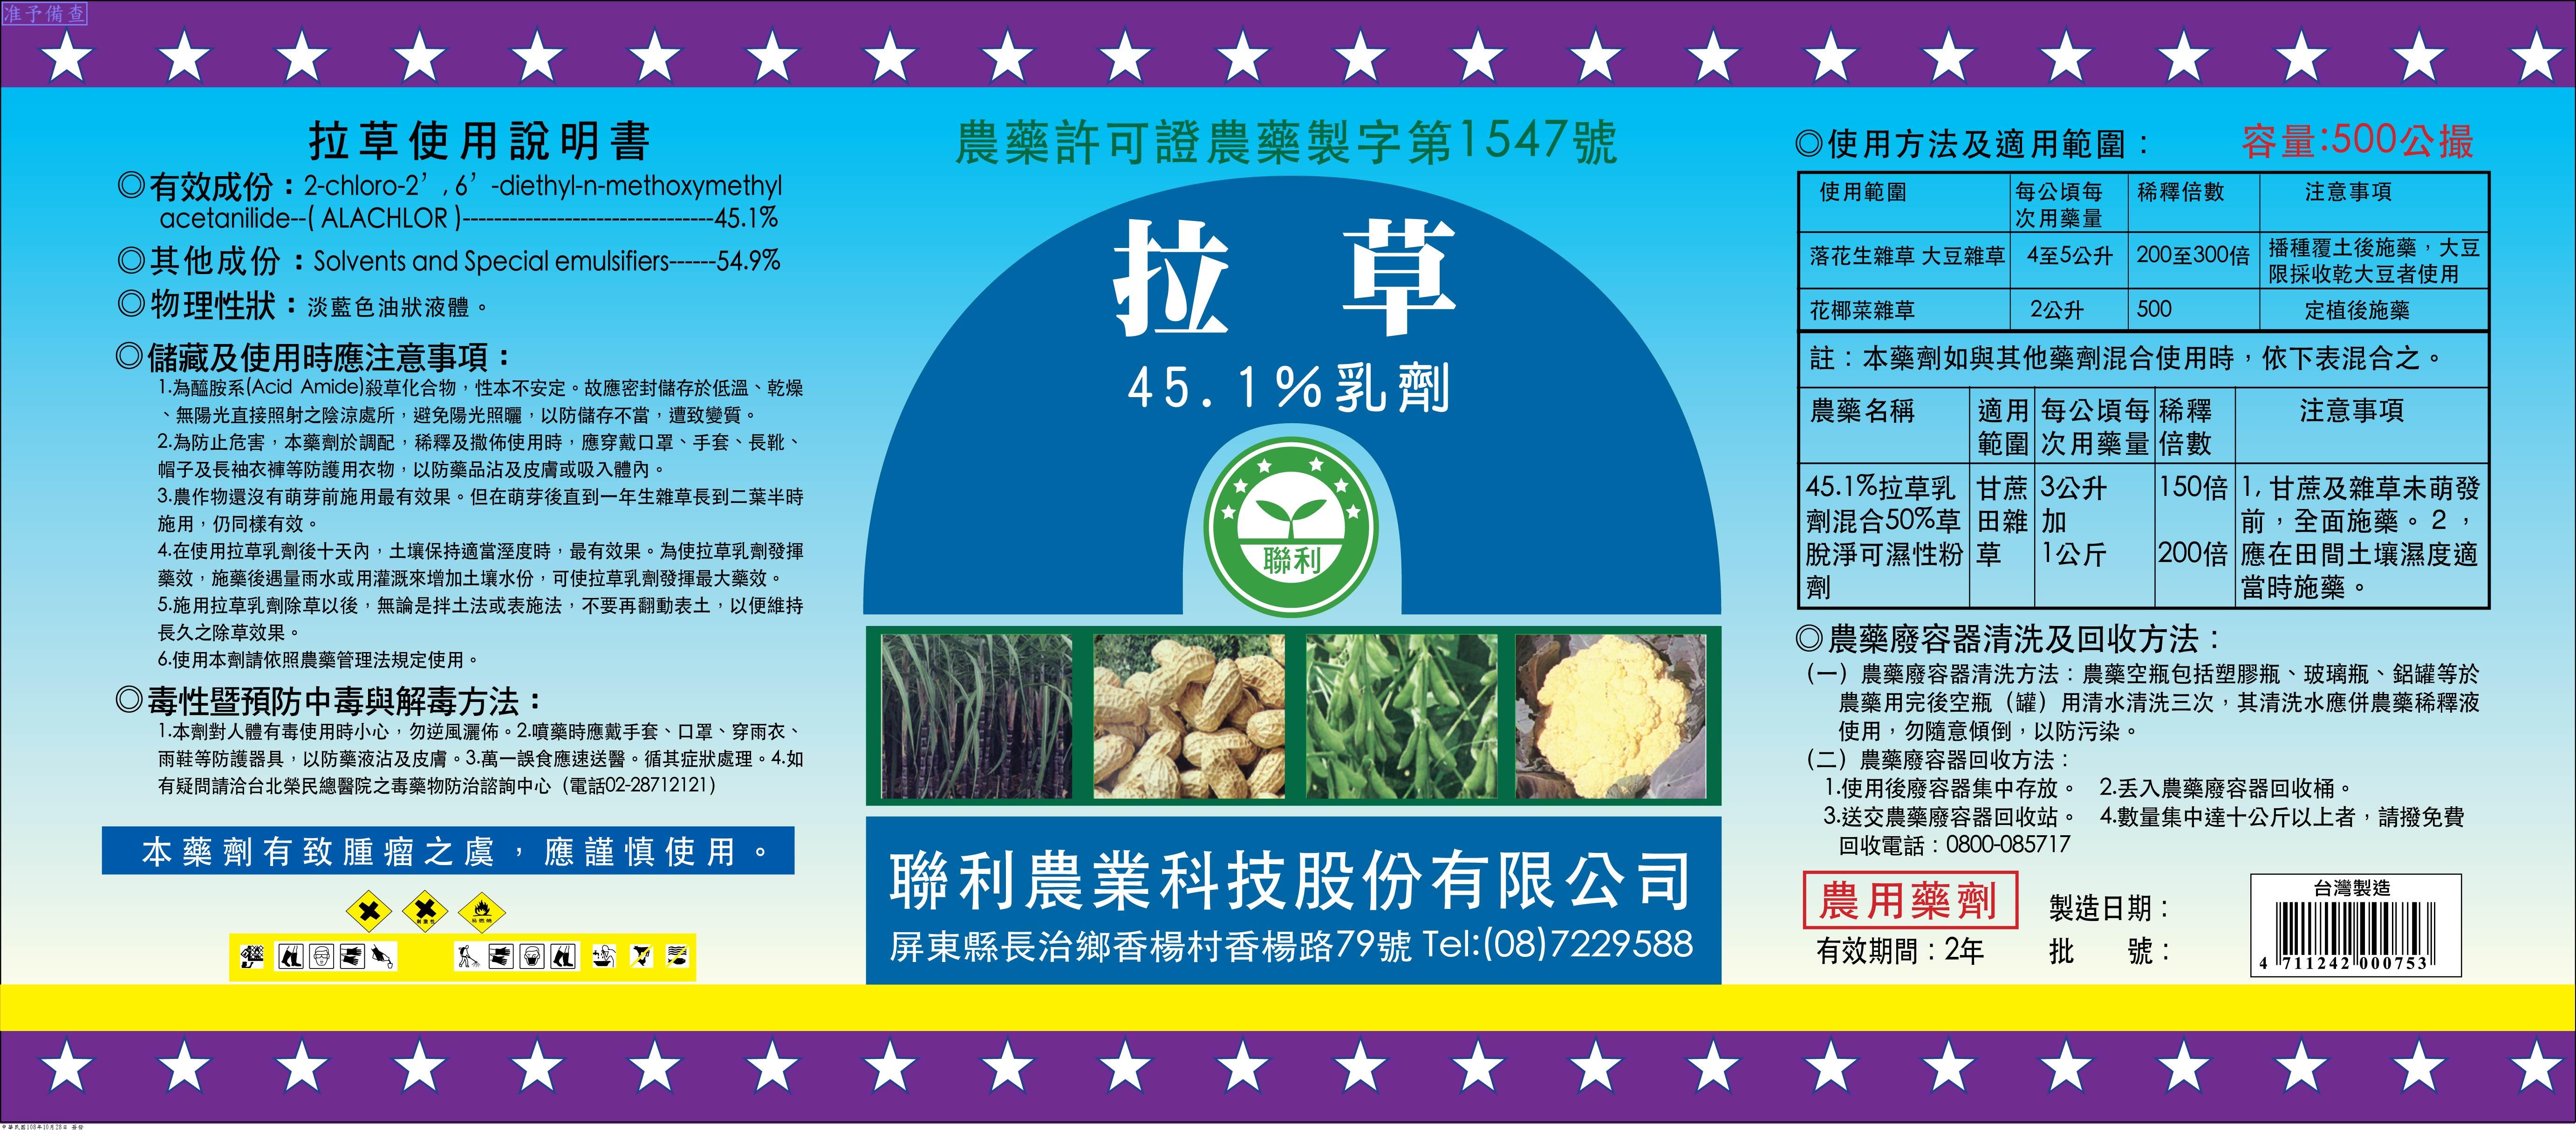 准予備查
拉草使用說明書
◎有效成份：2-chloro-2’,6’-diethyl-n-methoxymethyl
acetanilide--( ALACHLOR )--------------------------------45.1%
◎其他成份：Solvents and Special emulsifiers------54.9%
◎物理性狀：淡藍色油狀液體。
◎儲藏及使用時應注意事項：
1.為醯胺系(Acid Amide)殺草化合物，性本不安定。故應密封儲存於低溫、乾燥
、無陽光直接照射之陰涼處所，避免陽光照曬，以防儲存不當，遭致變質。
2.為防止危害，本藥劑於調配，稀釋及撒佈使用時，應穿戴口罩、手套、長靴、
帽子及長袖衣褲等防護用衣物，以防藥品沾及皮膚或吸入體內。
3.農作物還沒有萌芽前施用最有效果。但在萌芽後直到一年生雜草長到二葉半時
施用，仍同樣有效。
4.在使用拉草乳劑後十天內，土壤保持適當溼度時，最有效果。為使拉草乳劑發揮
藥效，施藥後遇量雨水或用灌溉來增加土壤水份，可使拉草乳劑發揮最大藥效。
5.施用拉草乳劑除草以後，無論是拌土法或表施法，不要再翻動表土，以便維持
長久之除草效果。
6.使用本劑請依照農藥管理法規定使用。
◎毒性暨預防中毒與解毒方法：
1.本劑對人體有毒使用時小心，勿逆風灑佈。2.噴藥時應戴手套、口罩、穿雨衣、
雨鞋等防護器具，以防藥液沾及皮膚。3.萬一誤食應速送醫。循其症狀處理。4.如
有疑問請洽台北榮民總醫院之毒藥物防治諮詢中心（電話02-28712121）
本藥劑有致腫瘤之虞，應謹慎使用。
農藥許可證農藥製字第1547號
拉 草
45.1%乳劑
聯利
聯利農業科技股份有限公司
屏東縣長治鄉香楊村香楊路79號 Tel:(08)7229588
◎使用方法及適用範圍： 容量:500公撮
使用範圍 每公頃每 稀釋倍數 注意事項
次用藥量
落花生雜草 大豆雜草 4至5公升 200至300倍 播種覆土後施藥，大豆
限採收乾大豆者使用
花椰菜雜草 2公升 500 定植後施藥
註：本藥劑如與其他藥劑混合使用時，依下表混合之。
農藥名稱 適用 每公頃每 稀釋 注意事項
範圍 次用藥量 倍數
45.1%拉草乳 甘蔗 3公升 150倍 1,甘蔗及雜草未萌發
劑混合50%草 田雜 加 前，全面施藥。2，
脫淨可濕性粉 草 1公斤 200倍 應在田間土壤濕度適
劑 當時施藥。
◎農藥廢容器清洗及回收方法：
（一）農藥廢容器清洗方法：農藥空瓶包括塑膠瓶、玻璃瓶、鋁罐等於
農藥用完後空瓶（罐）用清水清洗三次，其清洗水應併農藥稀釋液
使用，勿隨意傾倒，以防污染。
（二）農藥廢容器回收方法：
1.使用後廢容器集中存放。 2.丟入農藥廢容器回收桶。
3.送交農藥廢容器回收站。 4.數量集中達十公斤以上者，請撥免費
回收電話：0800-085717
農用藥劑 製造日期：
有效期間：2年 批 號：
台灣製造
4 711242 000753
中華民國108年10月28日 簽發